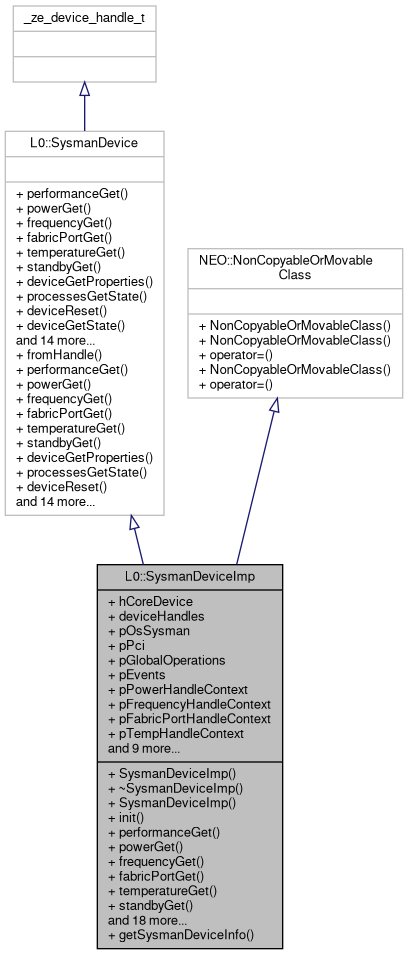 _ze_device_handle_t
L0::SysmanDevice
+ performanceGet()
+ powerGet()
+ frequencyGet()
+ fabricPortGet()
+ temperatureGet()
+ standbyGet()
+ deviceGetProperties()
+ processesGetState()
+ deviceReset()
+ deviceGetState()
and 14 more...
+ fromHandle()
+ performanceGet()
+ powerGet()
+ frequencyGet()
+ fabricPortGet()
+ temperatureGet()
+ standbyGet()
+ deviceGetProperties()
+ processesGetState()
+ deviceReset()
and 14 more...
NEO::NonCopyableOrMovable
Class
+ NonCopyableOrMovableClass()
+ NonCopyableOrMovableClass()
+ operator=()
+ NonCopyableOrMovableClass()
+ operator=()
L0::SysmanDeviceImp
+ hCoreDevice
+ deviceHandles
+ pOsSysman
+ pPci
+ pGlobalOperations
+ pEvents
+ pPowerHandleContext
+ pFrequencyHandleContext
+ pFabricPortHandleContext
+ pTempHandleContext
and 9 more...
+ SysmanDeviceImp()
+ ~SysmanDeviceImp()
+ SysmanDeviceImp()
+ init()
+ performanceGet()
+ powerGet()
+ frequencyGet()
+ fabricPortGet()
+ temperatureGet()
+ standbyGet()
and 18 more...
+ getSysmanDeviceInfo()